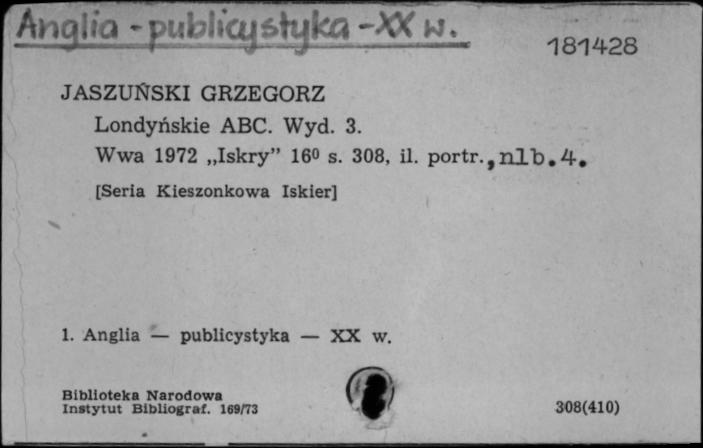 Anglia - publicystyka - XX w.
181428
JASZUŃSKI GRZEGORZ
Londyńskie ABC. Wyd. 3.
Wwa 1972 „Iskry” 16⁰ s. 308, il. portr., nlb. 4.
[Seria Kieszonkowa Iskier]
1. Anglia — publicystyka — XX w.
Biblioteka Narodowa
Instytut Bibliograf. 169/73
308(410)